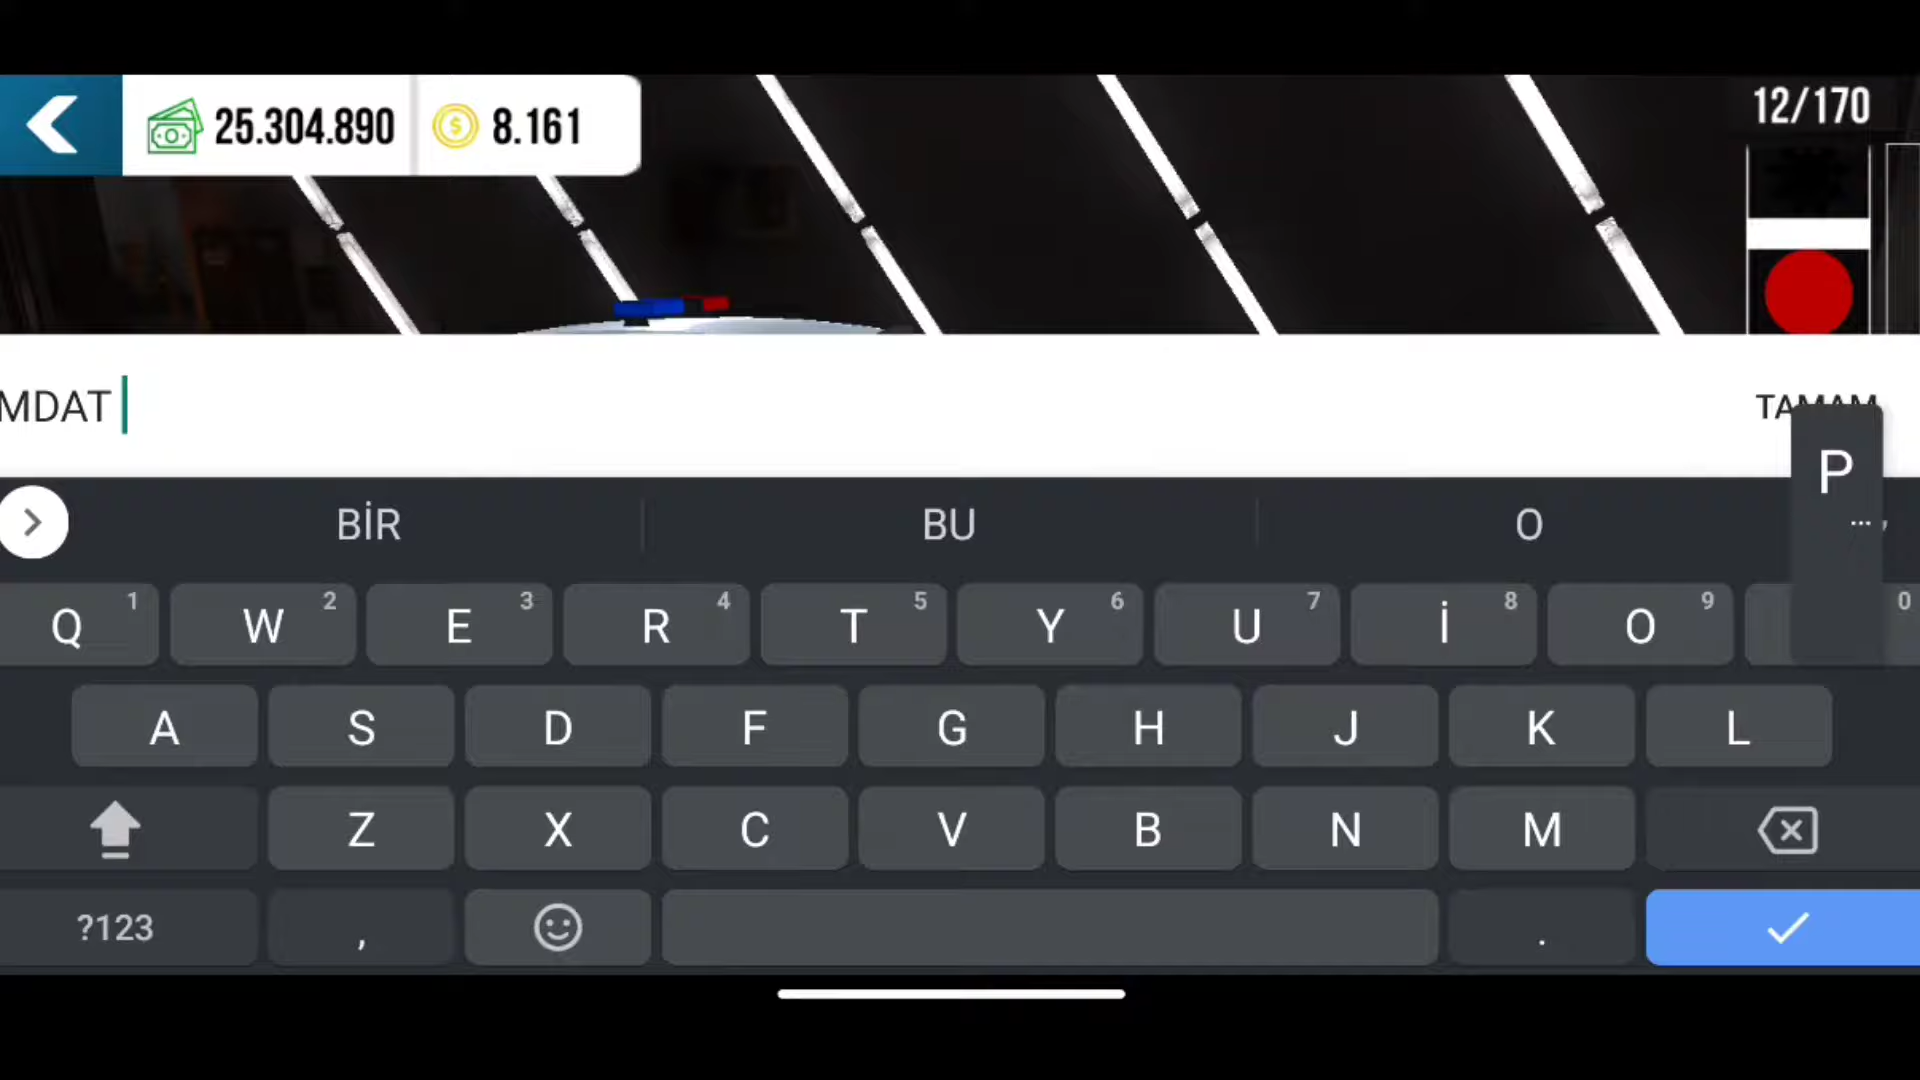 25.304.890 8.161
12/170
MDAT
TAMAM
P
BİR BU O
Q 1 W 2 E 3 R 4 T 5 Y 6 U 7 İ 8 O 9 0
A S D F G H J K L
Z X C V B N M
?123 , .